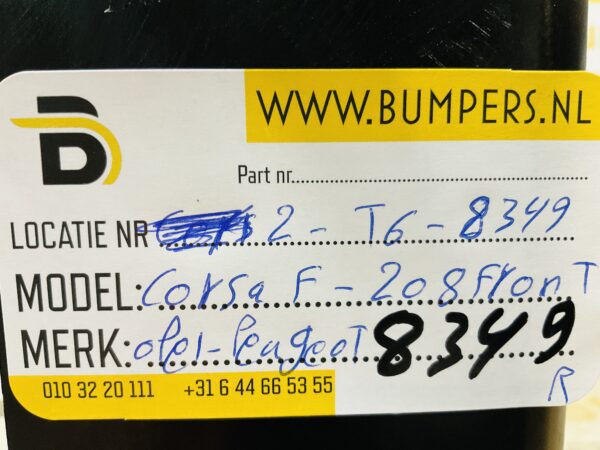 WWW.BUMPERS.NL
B
Part nr
LOCATIE NR 2 - T6 - 8349
MODEL: Corsa F - 208 FronT
MERK: opel - PeugeoT 8349
010 32 20 111 +31 6 44 66 53 55
R